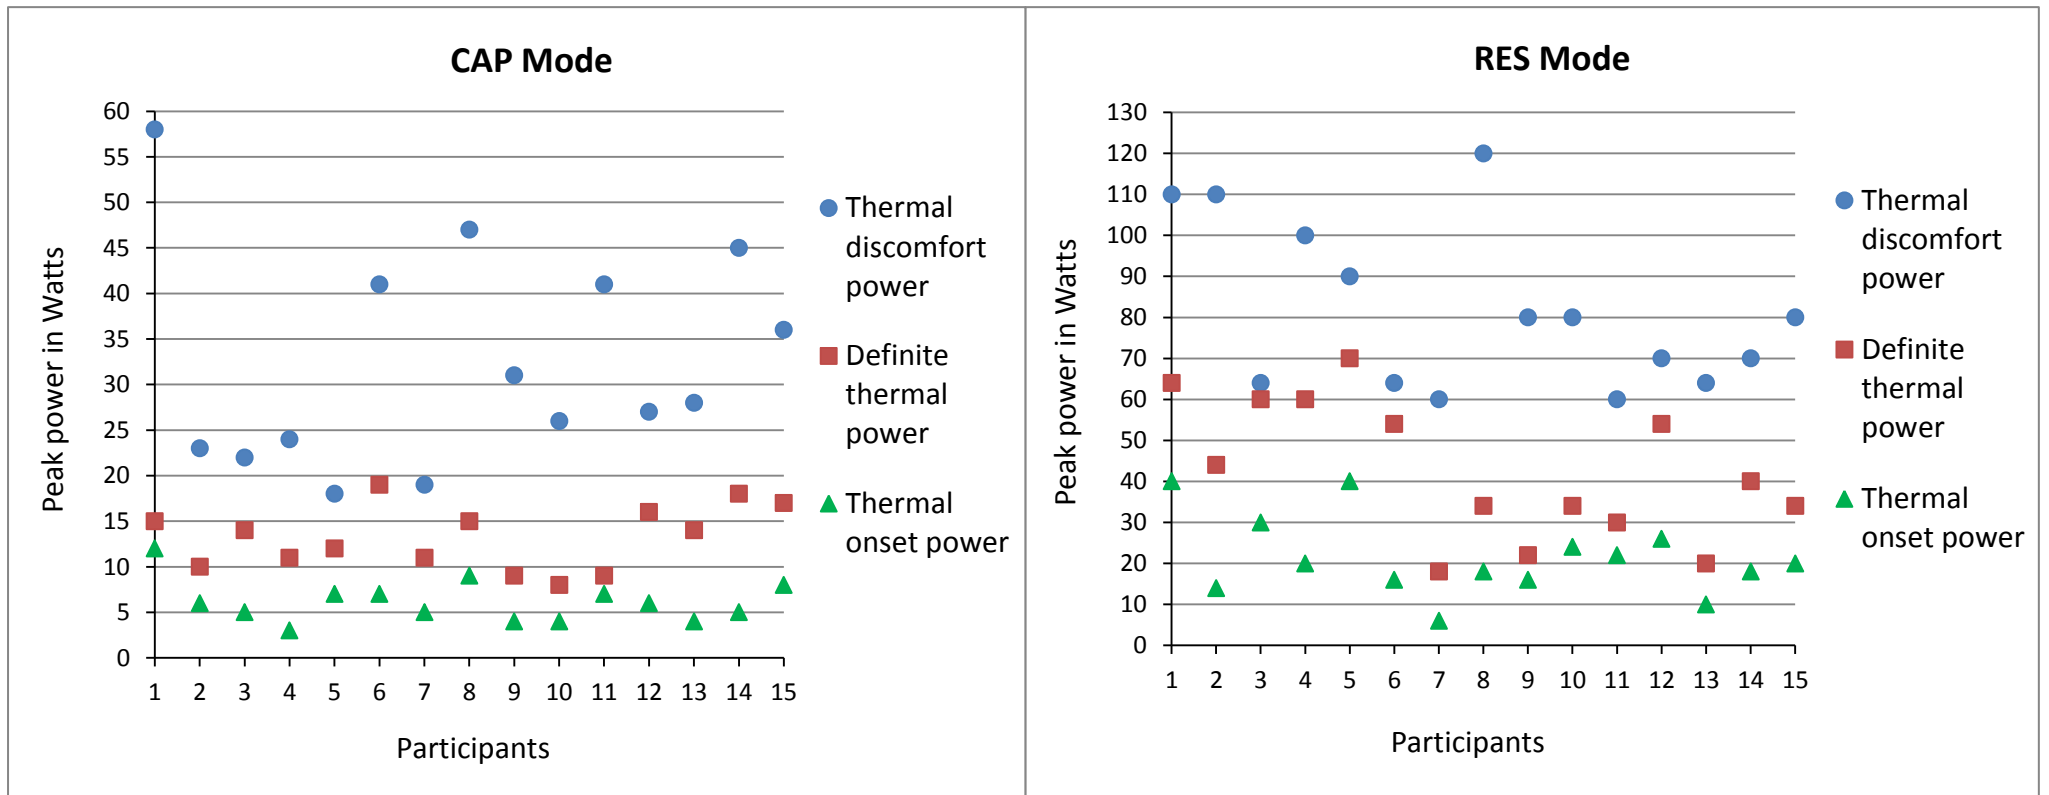 CAP Mode
60
55
50
45
40
35
30
25
20
15
10
5
0
Peak power in Watts
1 2 3 4 5 6 7 8 9 10 11 12 13 14 15
Participants
Thermal
discomfort
power
Definite
thermal
power
Thermal
onset power
RES Mode
130
120
110
100
90
80
70
60
50
40
30
20
10
0
Peak power in Watts
1 2 3 4 5 6 7 8 9 10 11 12 13 14 15
Participants
Thermal
discomfort
power
Definite
thermal
power
Thermal
onset power